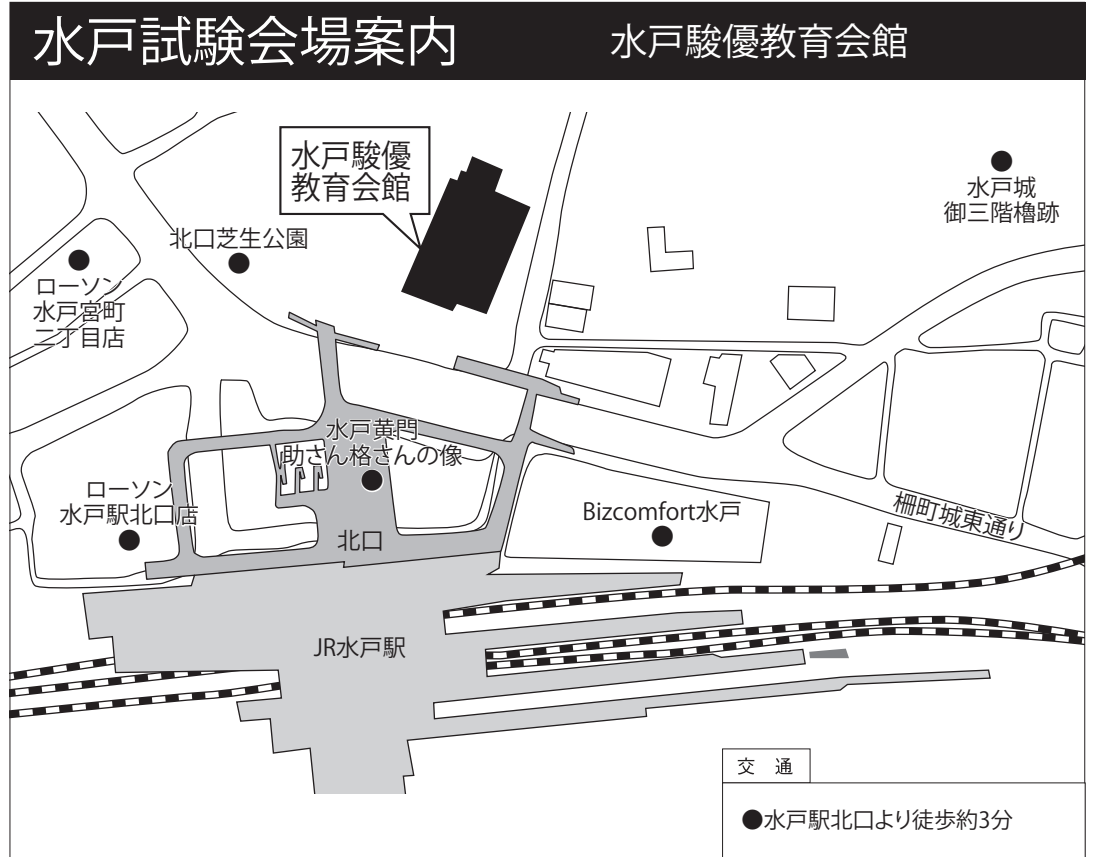 水戸試験会場案内
水戸駿優教育会館
水戸駿優
教育会館
水戸城
御三階櫓跡
北口芝生公園
ローソン
水戸宮町
二丁目店
水戸黄門
助さん格さんの像
ローソン
水戸駅北口店
Bizcomfort水戸
柵町城東通り
北口
JR水戸駅
交 通
●水戸駅北口より徒歩約3分